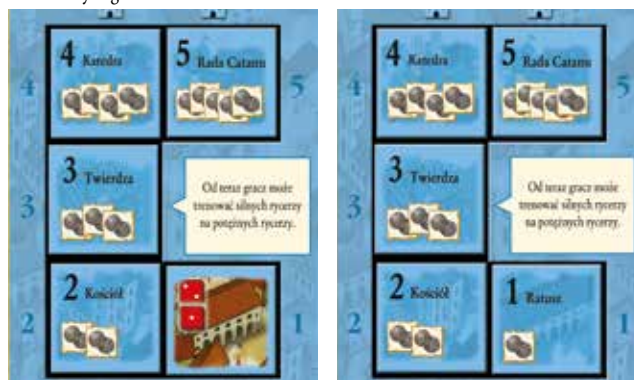 4 Katedra
5 Rada Catanu
4
5
3 Twierdza
3
Od teraz gracz może
trenować silnych rycerzy
na potężnych rycerzy.
2 Kościół
2
1
4 Katedra
5 Rada Catanu
4
5
3 Twierdza
3
Od teraz gracz może
trenować silnych rycerzy
na potężnych rycerzy.
2 Kościół
1 Ratusz
2
1